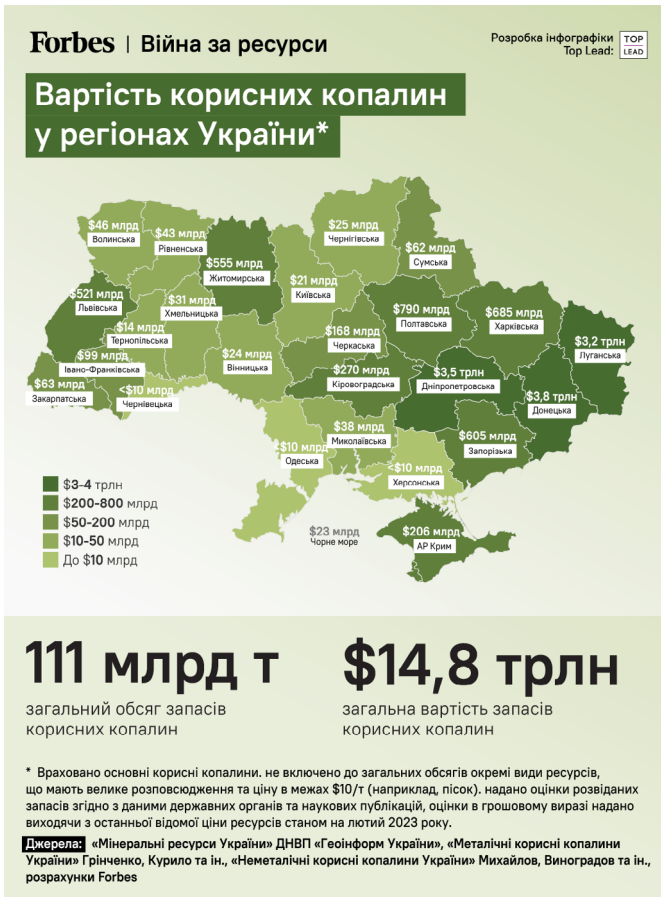 Forbes | Війна за ресурси
Розробка інфографіки
Top Lead:
TOP
LEAD
Вартість корисних копалин
у регіонах України*
$46 млрд
Волинська
$43 млрд
Рівненська
$555 млрд
Житомирська
$25 млрд
Чернігівська
$62 млрд
Сумська
$521 млрд
Львівська
$31 млрд
Хмельницька
$21 млрд
Київська
$790 млрд
Полтавська
$685 млрд
Харківська
$3,2 трлн
Луганська
$14 млрд
Тернопільська
$168 млрд
Черкаська
$99 млрд
Івано-Франківська
$24 млрд
Вінницька
$270 млрд
Кіровоградська
$3,5 трлн
Дніпропетровська
$3,8 трлн
Донецька
$63 млрд
Закарпатська
<$10 млрд
Чернівецька
$38 млрд
Миколаївська
$605 млрд
Запорізька
<$10 млрд
Одеська
<$10 млрд
Херсонська
$23 млрд
Чорне море
$206 млрд
АР Крим
$3-4 трлн
$200-800 млрд
$50-200 млрд
$10-50 млрд
До $10 млрд
111 млрд т
загальний обсяг запасів
корисних копалин
$14,8 трлн
загальна вартість запасів
корисних копалин
* Враховано основні корисні копалини. не включено до загальних обсягів окремі види ресурсів,
що мають велике розповсюдження та ціну в межах $10/т (наприклад, пісок). надано оцінки розвіданих
запасів згідно з даними державних органів та наукових публікацій, оцінки в грошовому виразі надано
виходячи з останньої відомої ціни ресурсів станом на лютий 2023 року.
Джерела: «Мінеральні ресурси України» ДНВП «Геоінформ України», «Металічні корисні копалини
України» Грінченко, Курило та ін., «Неметалічні корисні копалини України» Михайлов, Виноградов та ін.,
розрахунки Forbes